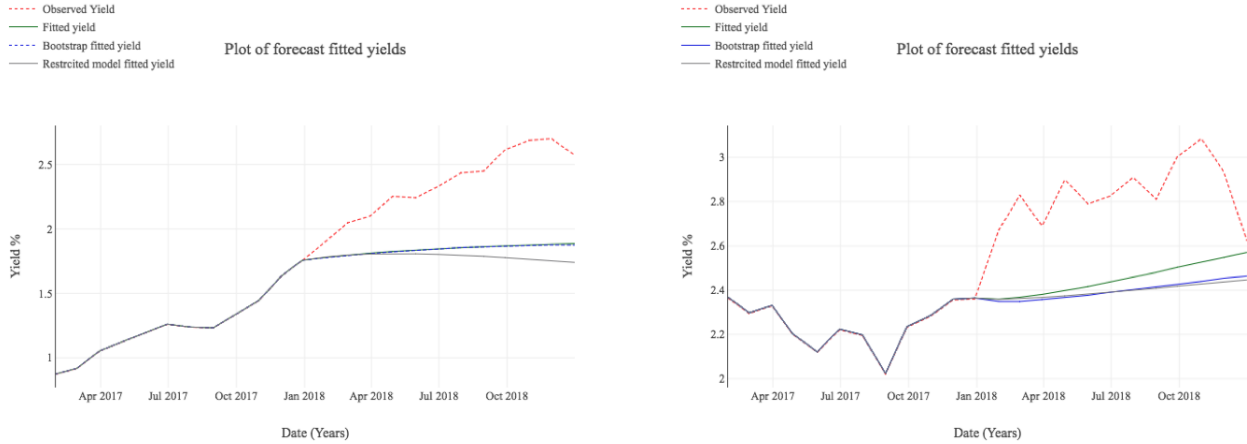 Observed Yield
Fitted yield
Bootstrap fitted yield
Restrcited model fitted yield
Plot of forecast fitted yields
2.5
2
1.5
1
Yield %
Apr 2017 Jul 2017 Oct 2017 Jan 2018 Apr 2018 Jul 2018 Oct 2018
Date (Years)
Observed Yield
Fitted yield
Bootstrap fitted yield
Restrcited model fitted yield
Plot of forecast fitted yields
3
2.8
2.6
2.4
2.2
2
Yield %
Apr 2017 Jul 2017 Oct 2017 Jan 2018 Apr 2018 Jul 2018 Oct 2018
Date (Years)